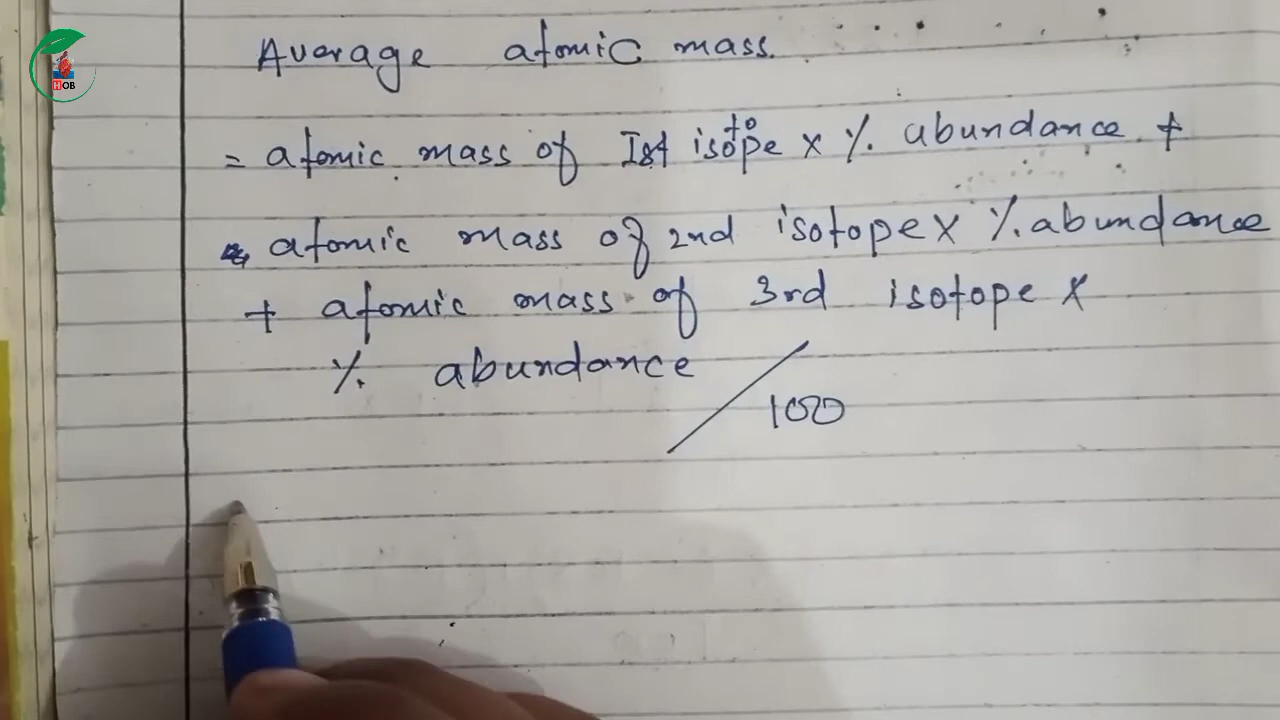 HOB
Average atomic mass.
= atomic mass of Ist isotope x % abundance +
atomic mass of 2nd isotope x % abundance
+ atomic mass of 3rd isotope x
% abundance
/ 100